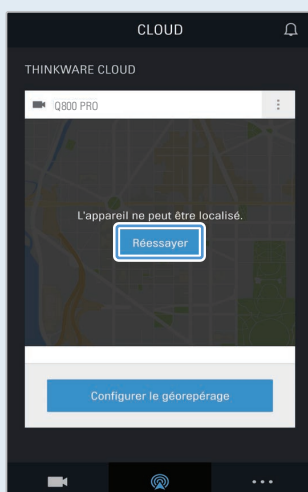 CLOUD
THINKWARE CLOUD
Q800 PRO
L'appareil ne peut être localisé.
Réessayer
Configurer le géorepérage